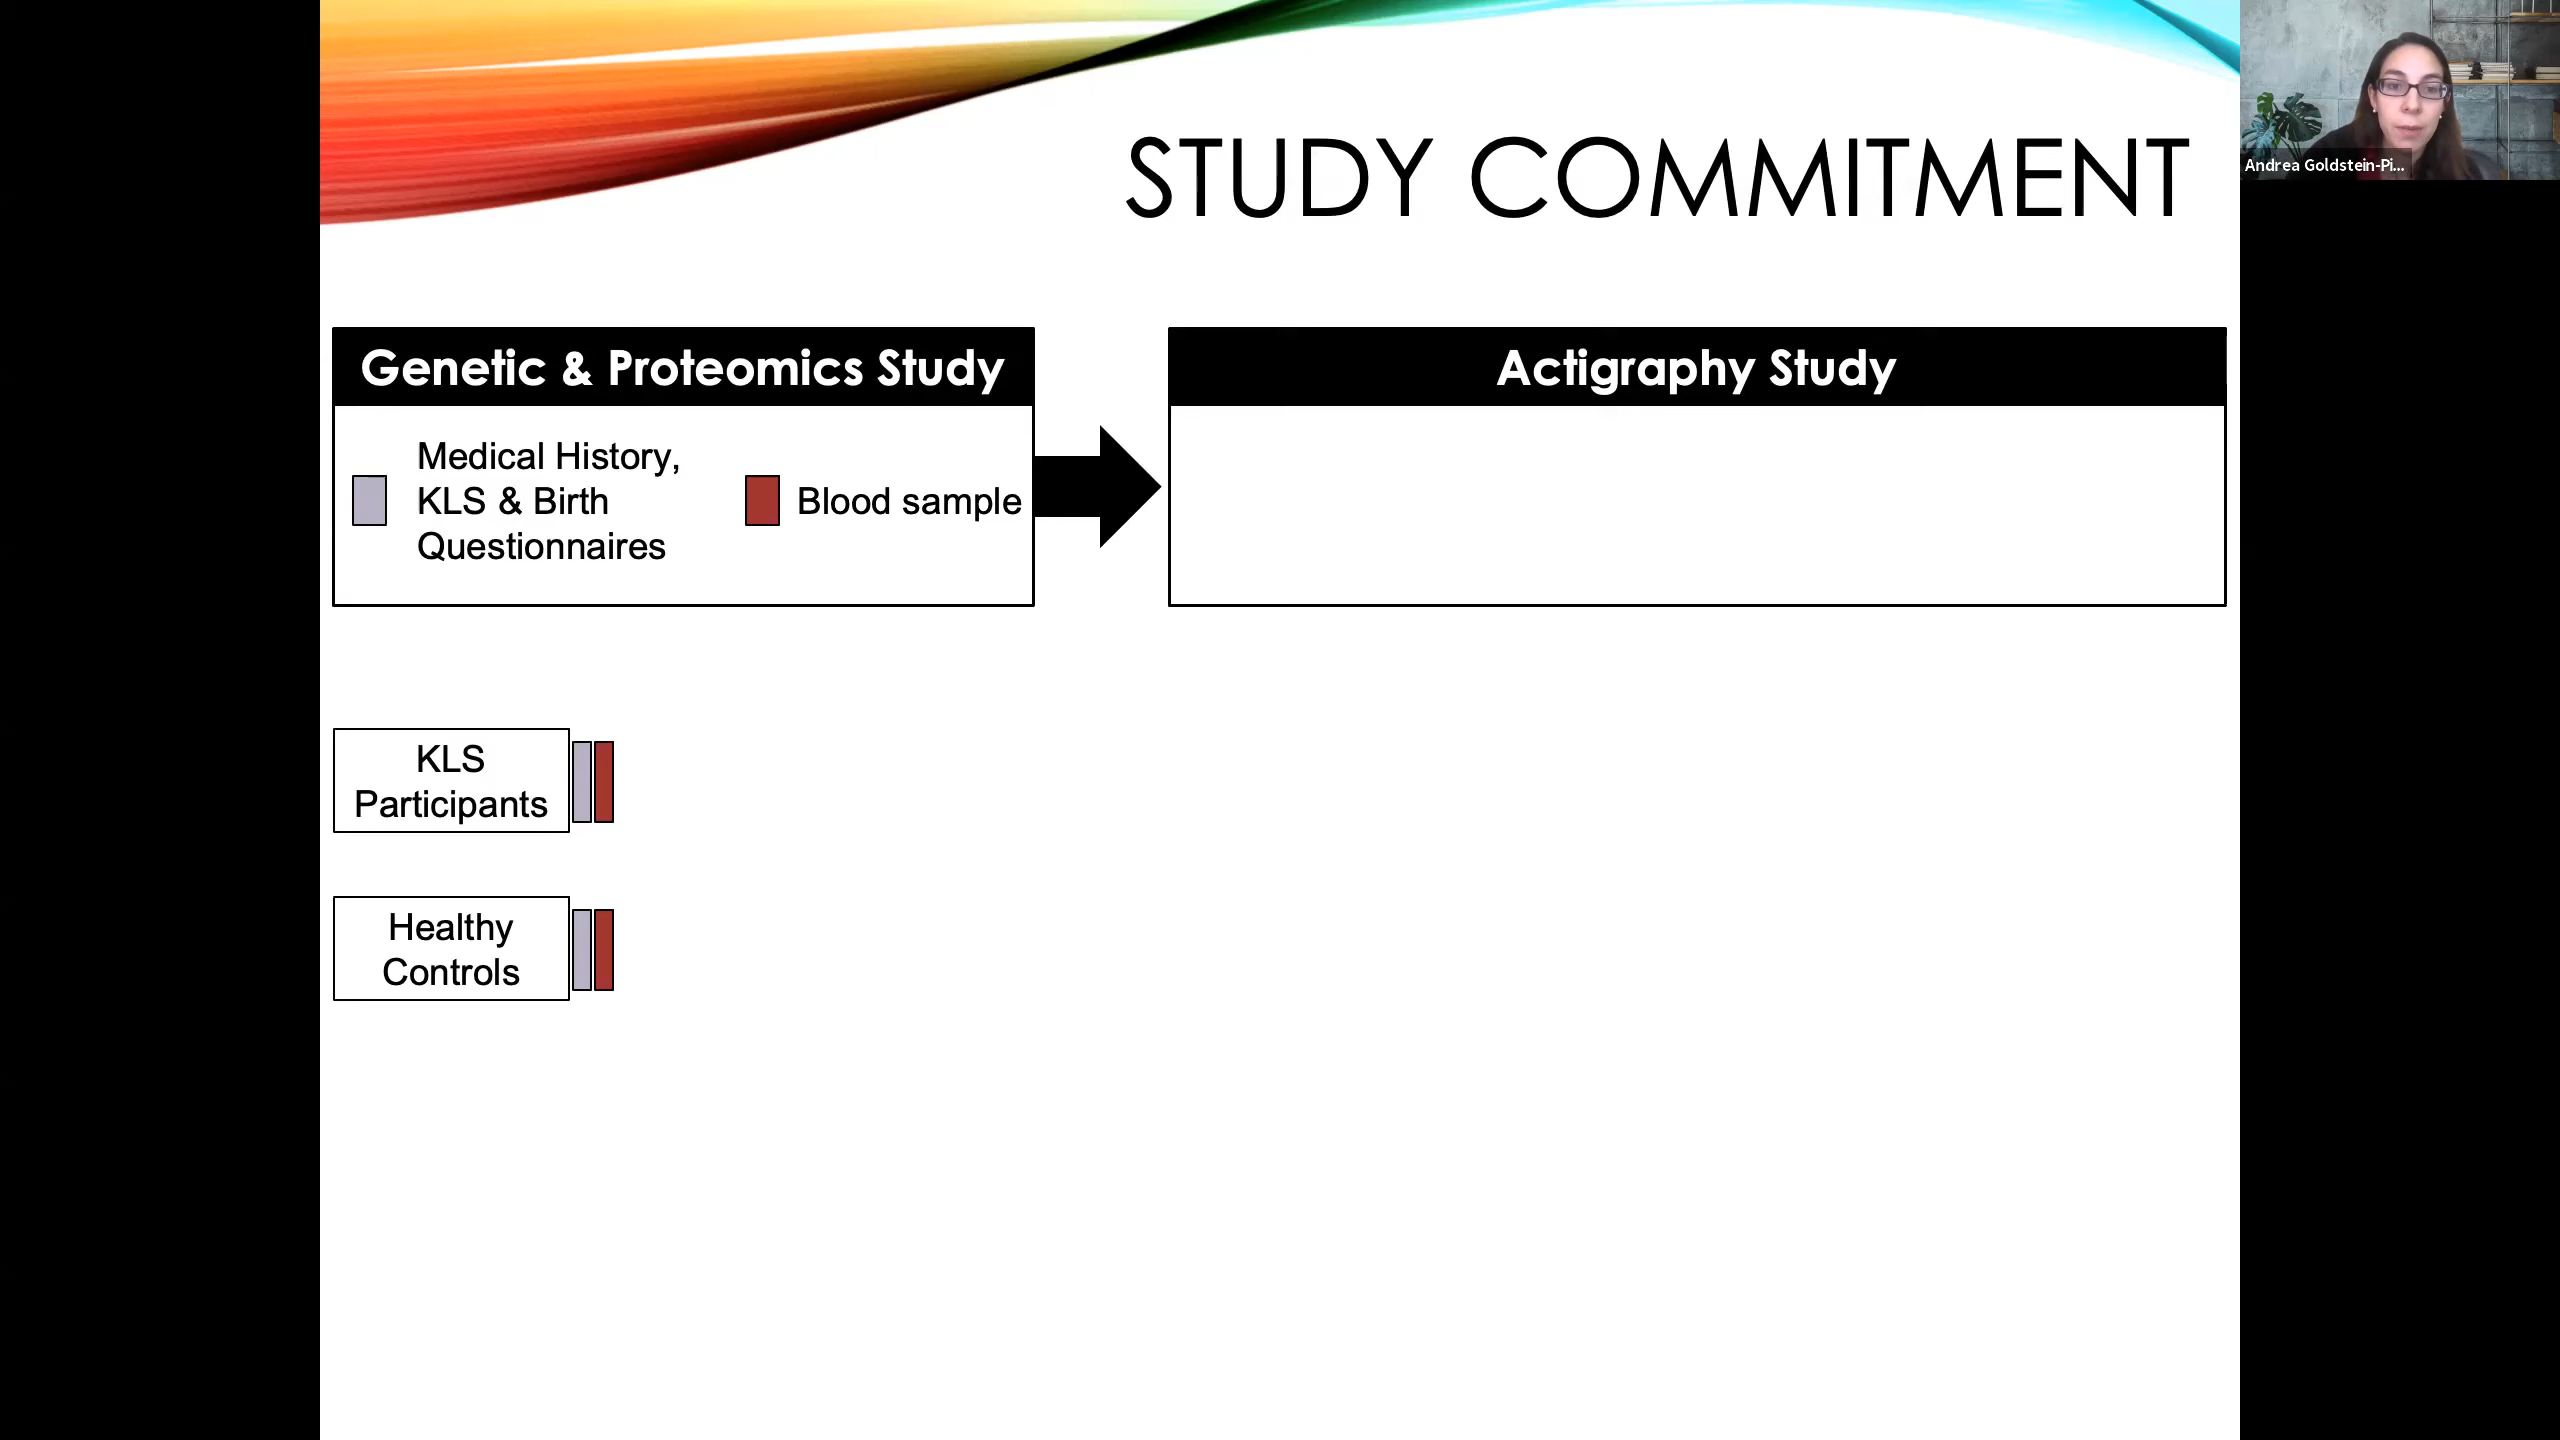 STUDY COMMITMENT
Andrea Goldstein-Pi...
Genetic & Proteomics Study
Medical History,
KLS & Birth
Questionnaires
Blood sample
Actigraphy Study
KLS
Participants
Healthy
Controls